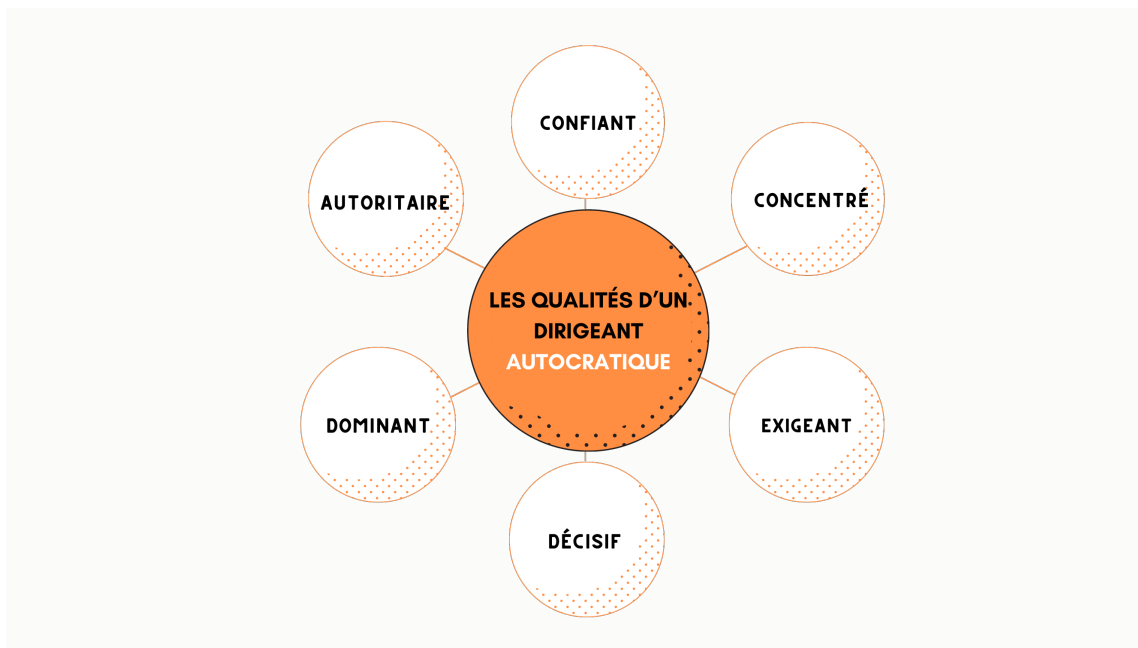 CONFIANT
AUTORITAIRE
CONCENTRÉ
LES QUALITÉS D'UN
DIRIGEANT
AUTOCRATIQUE
DOMINANT
EXIGEANT
DÉCISIF